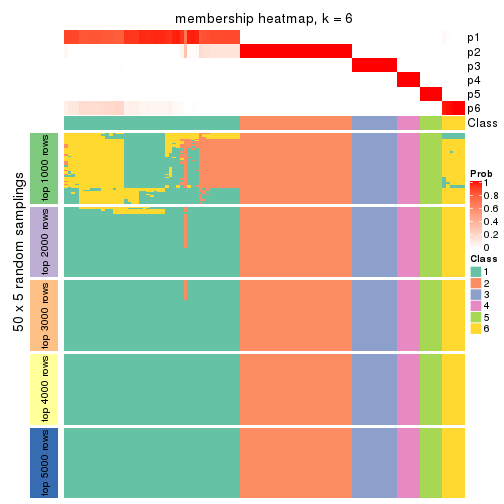 membership heatmap, k = 6
p1
p2
p3
p4
p5
p6
Class
50 x 5 random samplings
top 1000 rows
top 2000 rows
top 3000 rows
top 4000 rows
top 5000 rows
Prob
1
0.8
0.6
0.4
0.2
0
Class
1
2
3
4
5
6